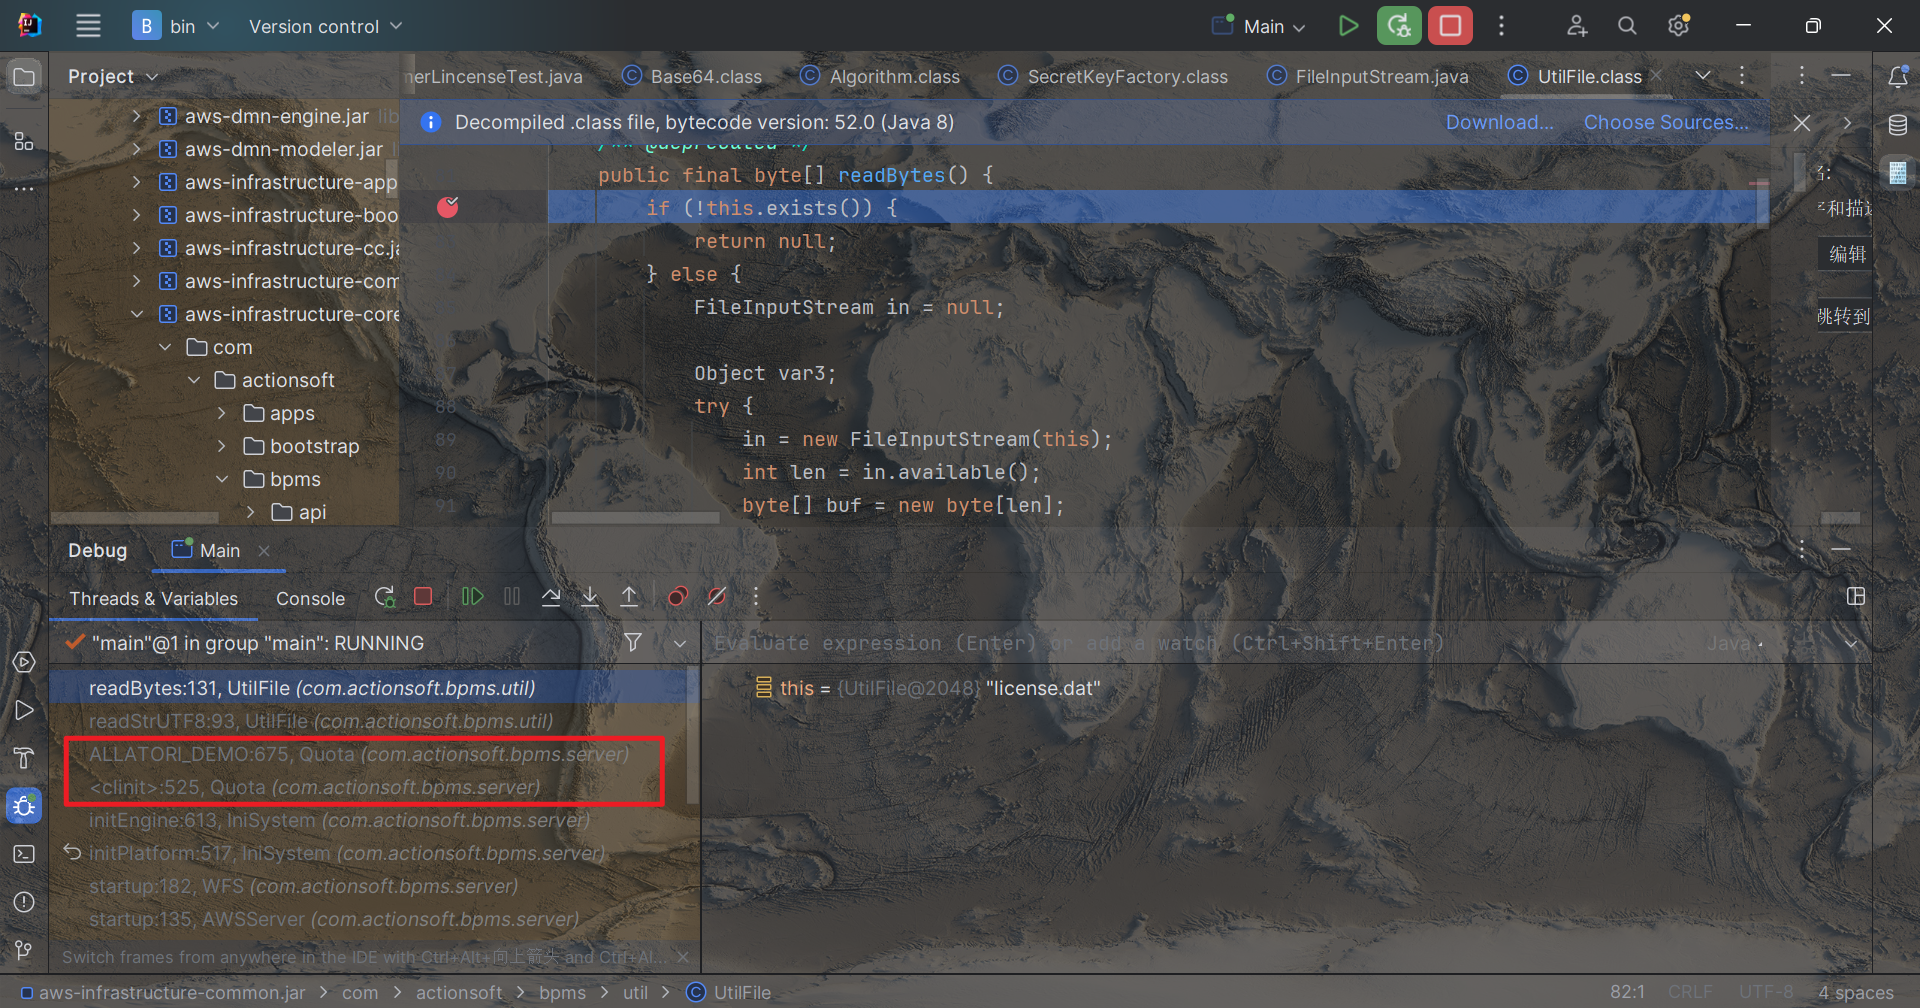 B bin Version control Main
Project
nerLincenseTest.java Base64.class Algorithm.class SecretKeyFactory.class FileInputStream.java UtilFile.class
aws-dmn-engine.jar lib
aws-dmn-modeler.jar
aws-infrastructure-app
aws-infrastructure-boo
aws-infrastructure-cc.ja
aws-infrastructure-com
aws-infrastructure-core
com
actionsoft
apps
bootstrap
bpms
api
Decompiled .class file, bytecode version: 52.0 (Java 8) Download... Choose Sources...
/** @deprecated */
public final byte[] readBytes() {
if (!this.exists()) {
return null;
} else {
FileInputStream in = null;
Object var3;
88 try {
89 in = new FileInputStream(this);
90 int len = in.available();
91 byte[] buf = new byte[len];
和描述
编辑
跳转到
Debug Main
Threads & Variables Console
"main"@1 in group "main": RUNNING
Evaluate expression (Enter) or add a watch (Ctrl+Shift+Enter) Java
readBytes:131, UtilFile (com.actionsoft.bpms.util)
readStrUTF8:93, UtilFile (com.actionsoft.bpms.util)
ALLATORI_DEMO:675, Quota (com.actionsoft.bpms.server)
<clinit>:525, Quota (com.actionsoft.bpms.server)
initEngine:613, IniSystem (com.actionsoft.bpms.server)
initPlatform:517, IniSystem (com.actionsoft.bpms.server)
startup:182, WFS (com.actionsoft.bpms.server)
startup:135, AWSServer (com.actionsoft.bpms.server)
this = {UtilFile@2048} "license.dat"
Switch frames from anywhere in the IDE with Ctrl+Alt+向上箭头 and Ctrl+Al...
aws-infrastructure-common.jar com actionsoft bpms util UtilFile 82:1 CRLF UTF-8 4 spaces